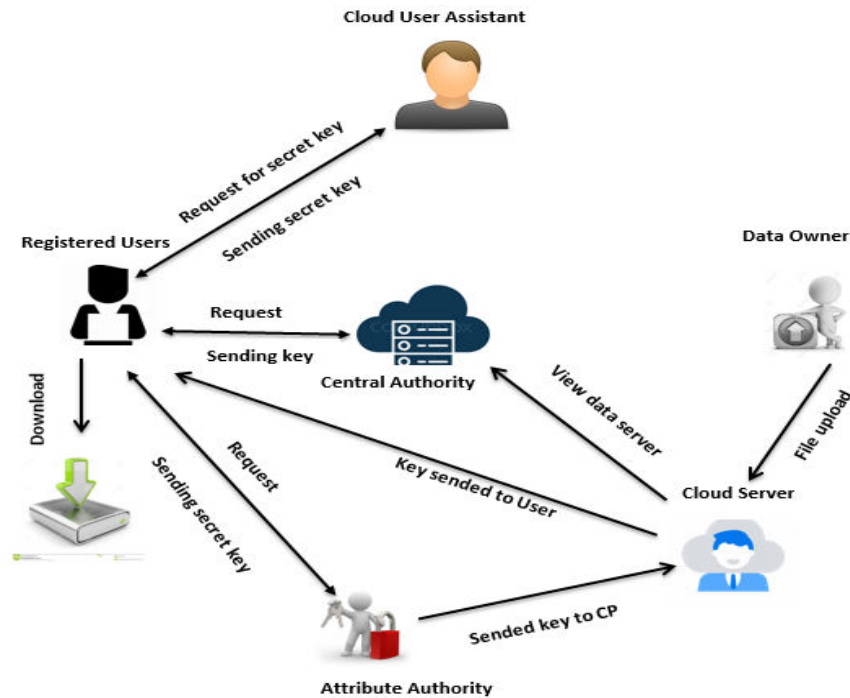 Cloud User Assistant
Request for secret key
Sending secret key
Registered Users
Data Owner
Request
Sending key
Central Authority
Download
View data server
File upload
Request
Sending secret key
Key sended to User
Cloud Server
Sended key to CP
Attribute Authority